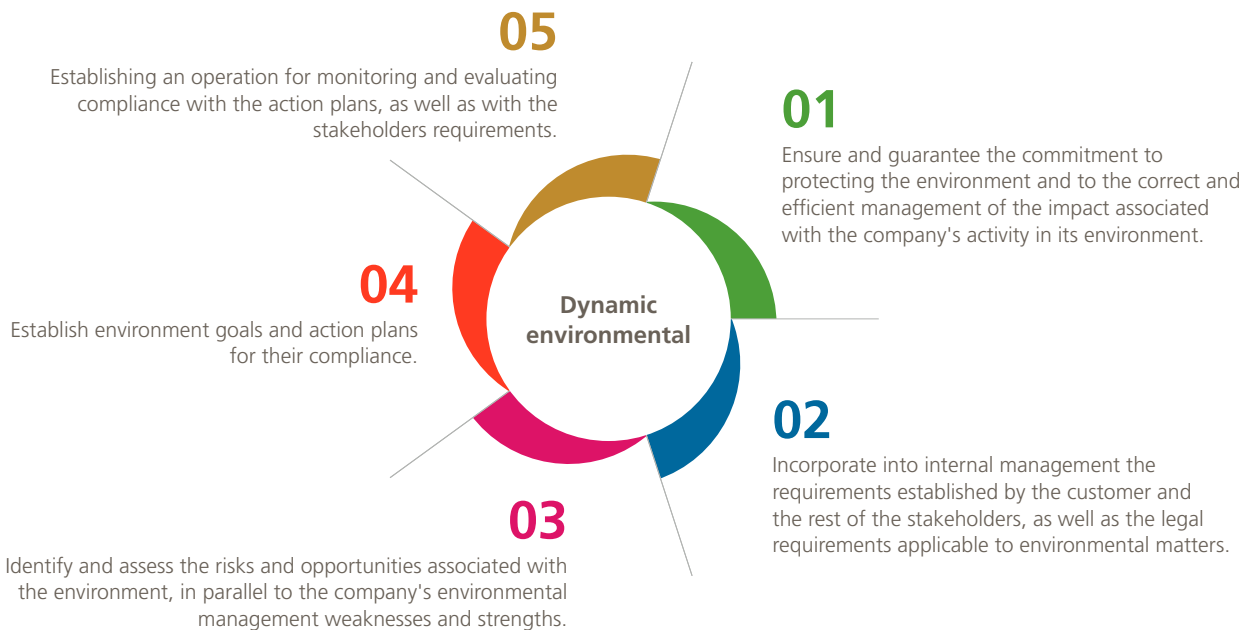 05
Establishing an operation for monitoring and evaluating
compliance with the action plans, as well as with the
stakeholders requirements.
01
Ensure and guarantee the commitment to
protecting the environment and to the correct and
efficient management of the impact associated
with the company's activity in its environment.
04
Establish environment goals and action plans
for their compliance.
Dynamic
environmental
02
Incorporate into internal management the
requirements established by the customer and
the rest of the stakeholders, as well as the legal
requirements applicable to environmental matters.
03
Identify and assess the risks and opportunities associated with
the environment, in parallel to the company's environmental
management weaknesses and strengths.